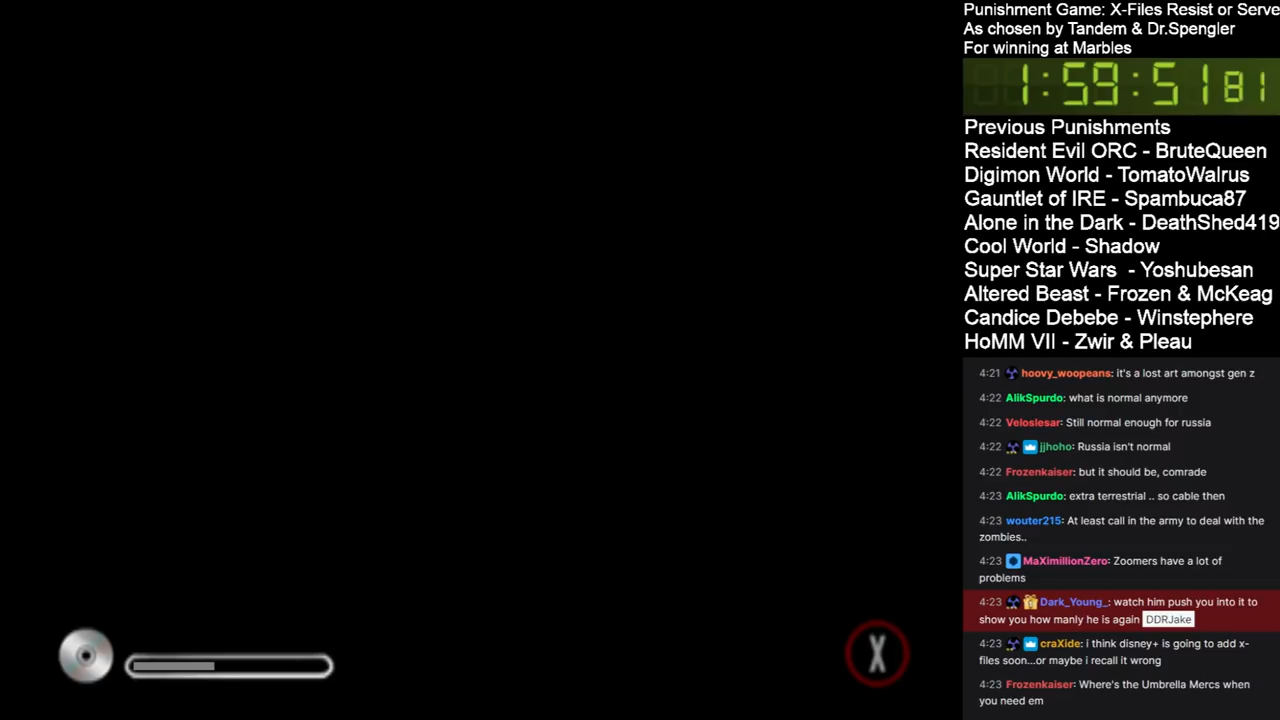 Punishment Game: X-Files Resist or Serve
As chosen by Tandem & Dr.Spengler
For winning at Marbles
1:59:5181
Previous Punishments
Resident Evil ORC - BruteQueen
Digimon World - TomatoWalrus
Gauntlet of IRE - Spambuca87
Alone in the Dark - DeathShed419
Cool World - Shadow
Super Star Wars - Yoshubesan
Altered Beast - Frozen & McKeag
Candice Debebe - Winstephere
HoMM VII - Zwir & Pleau
4:21 hoovy_woopeans: it's a lost art amongst gen z
4:22 AlikSpurdo: what is normal anymore
4:22 Veloslesar: Still normal enough for russia
4:22 jjhoho: Russia isn't normal
4:22 Frozenkaiser: but it should be, comrade
4:23 AlikSpurdo: extra terrestrial .. so cable then
4:23 wouter215: At least call in the army to deal with the
zombies..
4:23 MaXimillionZero: Zoomers have a lot of
problems
4:23 Dark_Young_: watch him push you into it to
show you how manly he is again DDRJake
4:23 craXide: i think disney+ is going to add x-
files soon...or maybe i recall it wrong
4:23 Frozenkaiser: Where's the Umbrella Mercs when
you need em
X